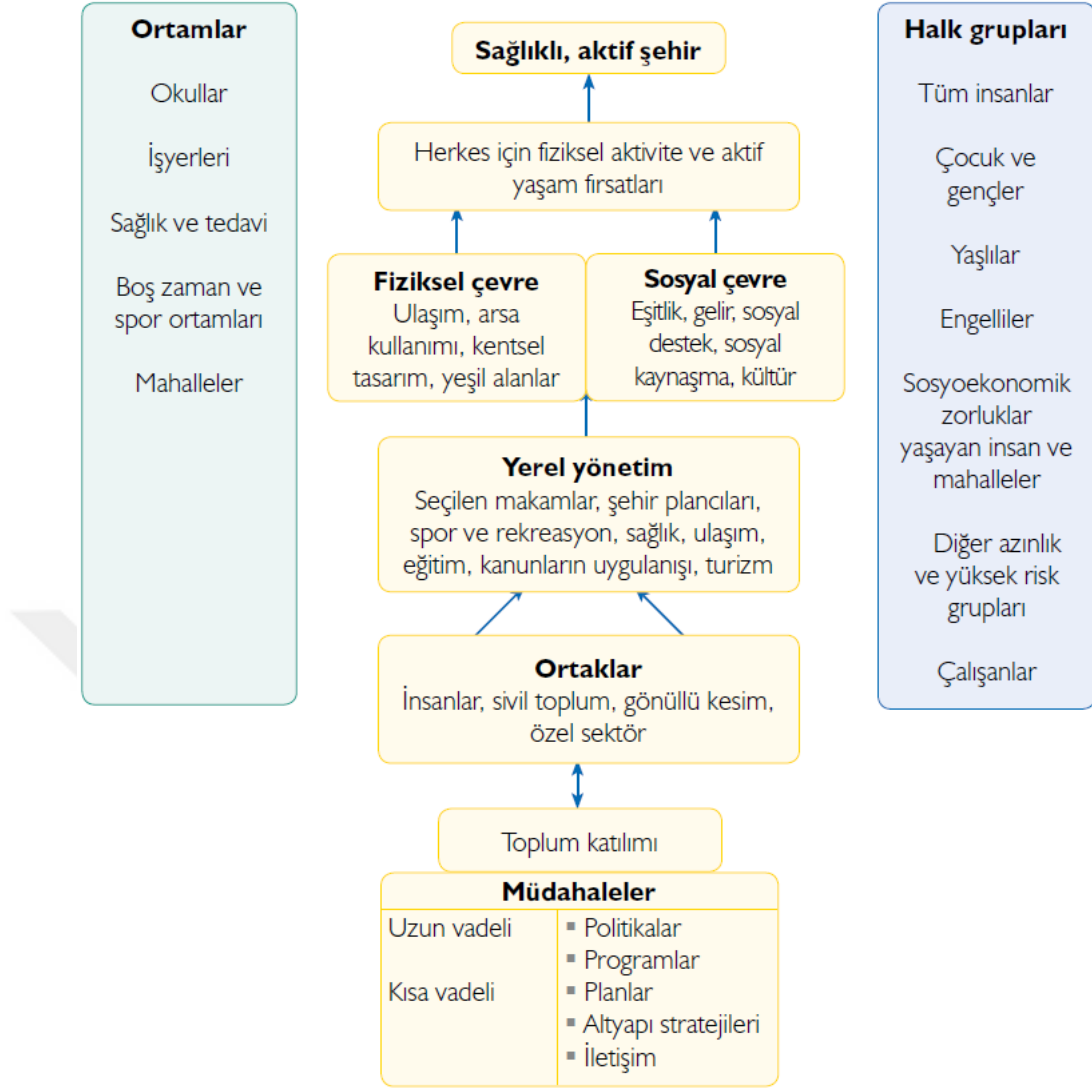 Ortamlar
Okullar
İşyerleri
Sağlık ve tedavi
Boş zaman ve
spor ortamları
Mahalleler
Sağlıklı, aktif şehir
Herkes için fiziksel aktivite ve aktif
yaşam fırsatları
Fiziksel çevre
Ulaşım, arsa
kullanımı, kentsel
tasarım, yeşil alanlar
Sosyal çevre
Eşitlik, gelir, sosyal
destek, sosyal
kaynaşma, kültür
Yerel yönetim
Seçilen makamlar, şehir plancıları,
spor ve rekreasyon, sağlık, ulaşım,
eğitim, kanunların uygulanışı, turizm
Ortaklar
İnsanlar, sivil toplum, gönüllü kesim,
özel sektör
Toplum katılımı
Müdahaleler
Uzun vadeli
Kısa vadeli
▪ Politikalar
▪ Programlar
▪ Planlar
▪ Altyapı stratejileri
▪ İletişim
Halk grupları
Tüm insanlar
Çocuk ve
gençler
Yaşlılar
Engelliler
Sosyoekonomik
zorluklar
yaşayan insan ve
mahalleler
Diğer azınlık
ve yüksek risk
grupları
Çalışanlar